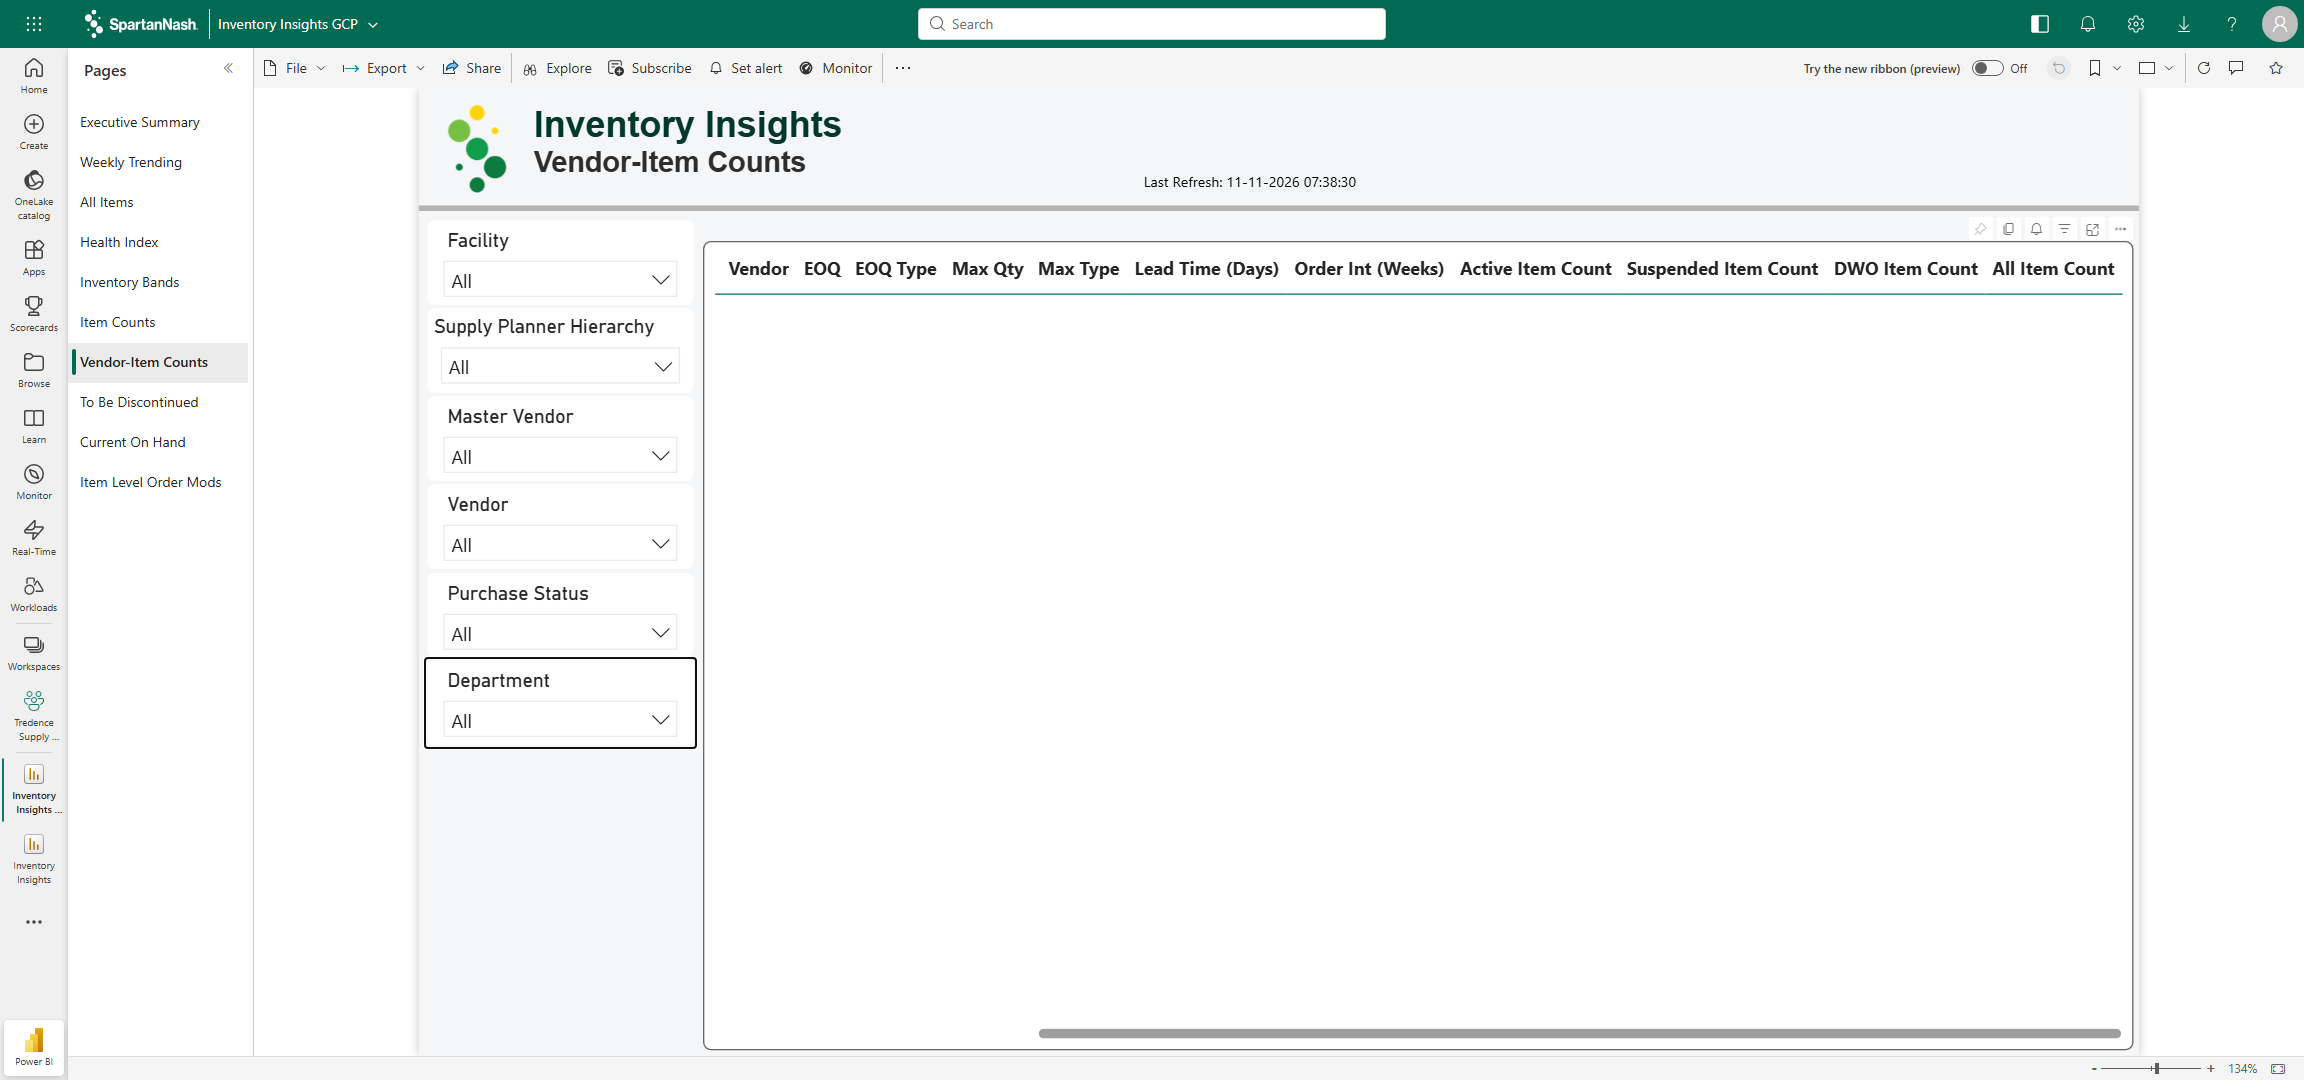 SpartanNash
Inventory Insights GCP
Search
Home
Create
OneLake
catalog
Apps
Scorecards
Browse
Learn
Monitor
Real-Time
Workloads
Workspaces
Tredence
Supply ...
Inventory
Insights ...
Inventory
Insights
Power BI
Pages
Executive Summary
Weekly Trending
All Items
Health Index
Inventory Bands
Item Counts
Vendor-Item Counts
To Be Discontinued
Current On Hand
Item Level Order Mods
File Export Share Explore Subscribe Set alert Monitor
Try the new ribbon (preview) Off
Inventory Insights
Vendor-Item Counts
Last Refresh: 11-11-2026 07:38:30
Facility
All
Supply Planner Hierarchy
All
Master Vendor
All
Vendor
All
Purchase Status
All
Department
All
Vendor EOQ EOQ Type Max Qty Max Type Lead Time (Days) Order Int (Weeks) Active Item Count Suspended Item Count DWO Item Count All Item Count
- + 134%